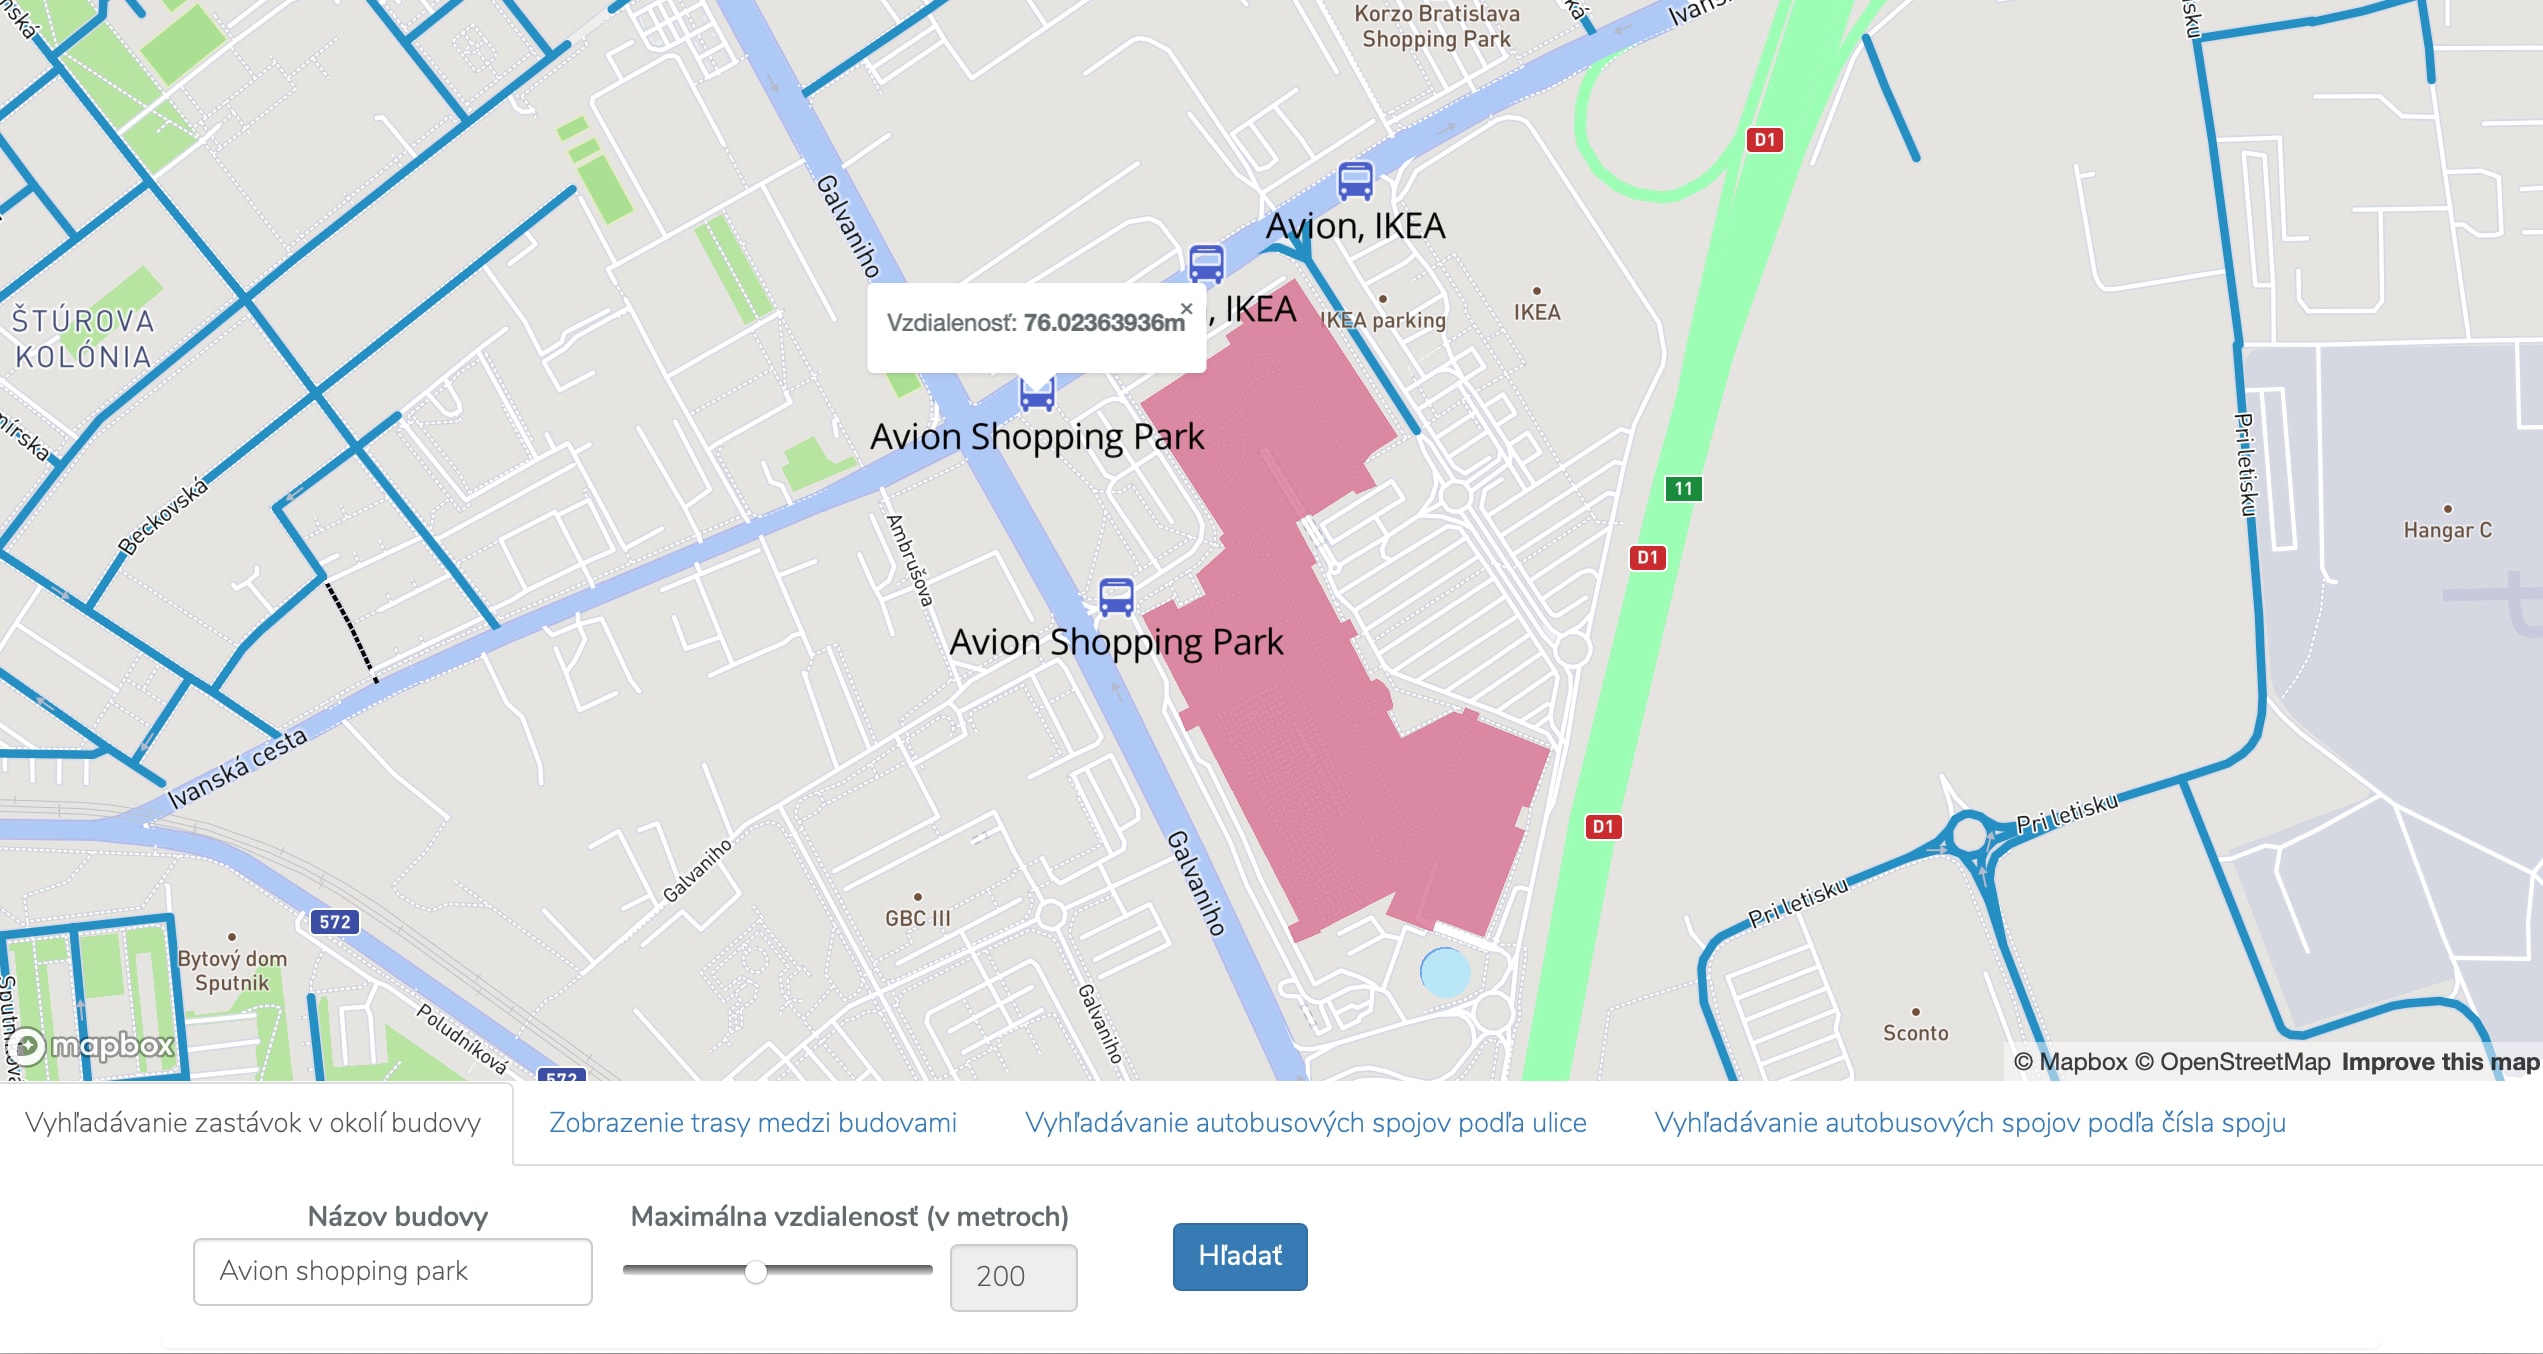 Korzo Bratislava
Shopping Park
D1
Galvaniho
Avion, IKEA
, IKEA
IKEA parking
IKEA
Vzdialenosť: 76.02363936m
×
ŠTÚROVA
KOLÓNIA
Avion Shopping Park
Pri letisku
Beckovská
11
Hangar C
Ambrušova
D1
Avion Shopping Park
Ivanská cesta
D1
Pri letisku
Galvaniho
Galvaniho
Pri letisku
GBC III
572
Bytový dom
Sputnik
Galvaniho
Poludníková
Sconto
mapbox
572
© Mapbox © OpenStreetMap Improve this map
Vyhľadávanie zastávok v okolí budovy
Zobrazenie trasy medzi budovami
Vyhľadávanie autobusových spojov podľa ulice
Vyhľadávanie autobusových spojov podľa čísla spoju
Názov budovy
Maximálna vzdialenosť (v metroch)
Avion shopping park
200
Hľadať